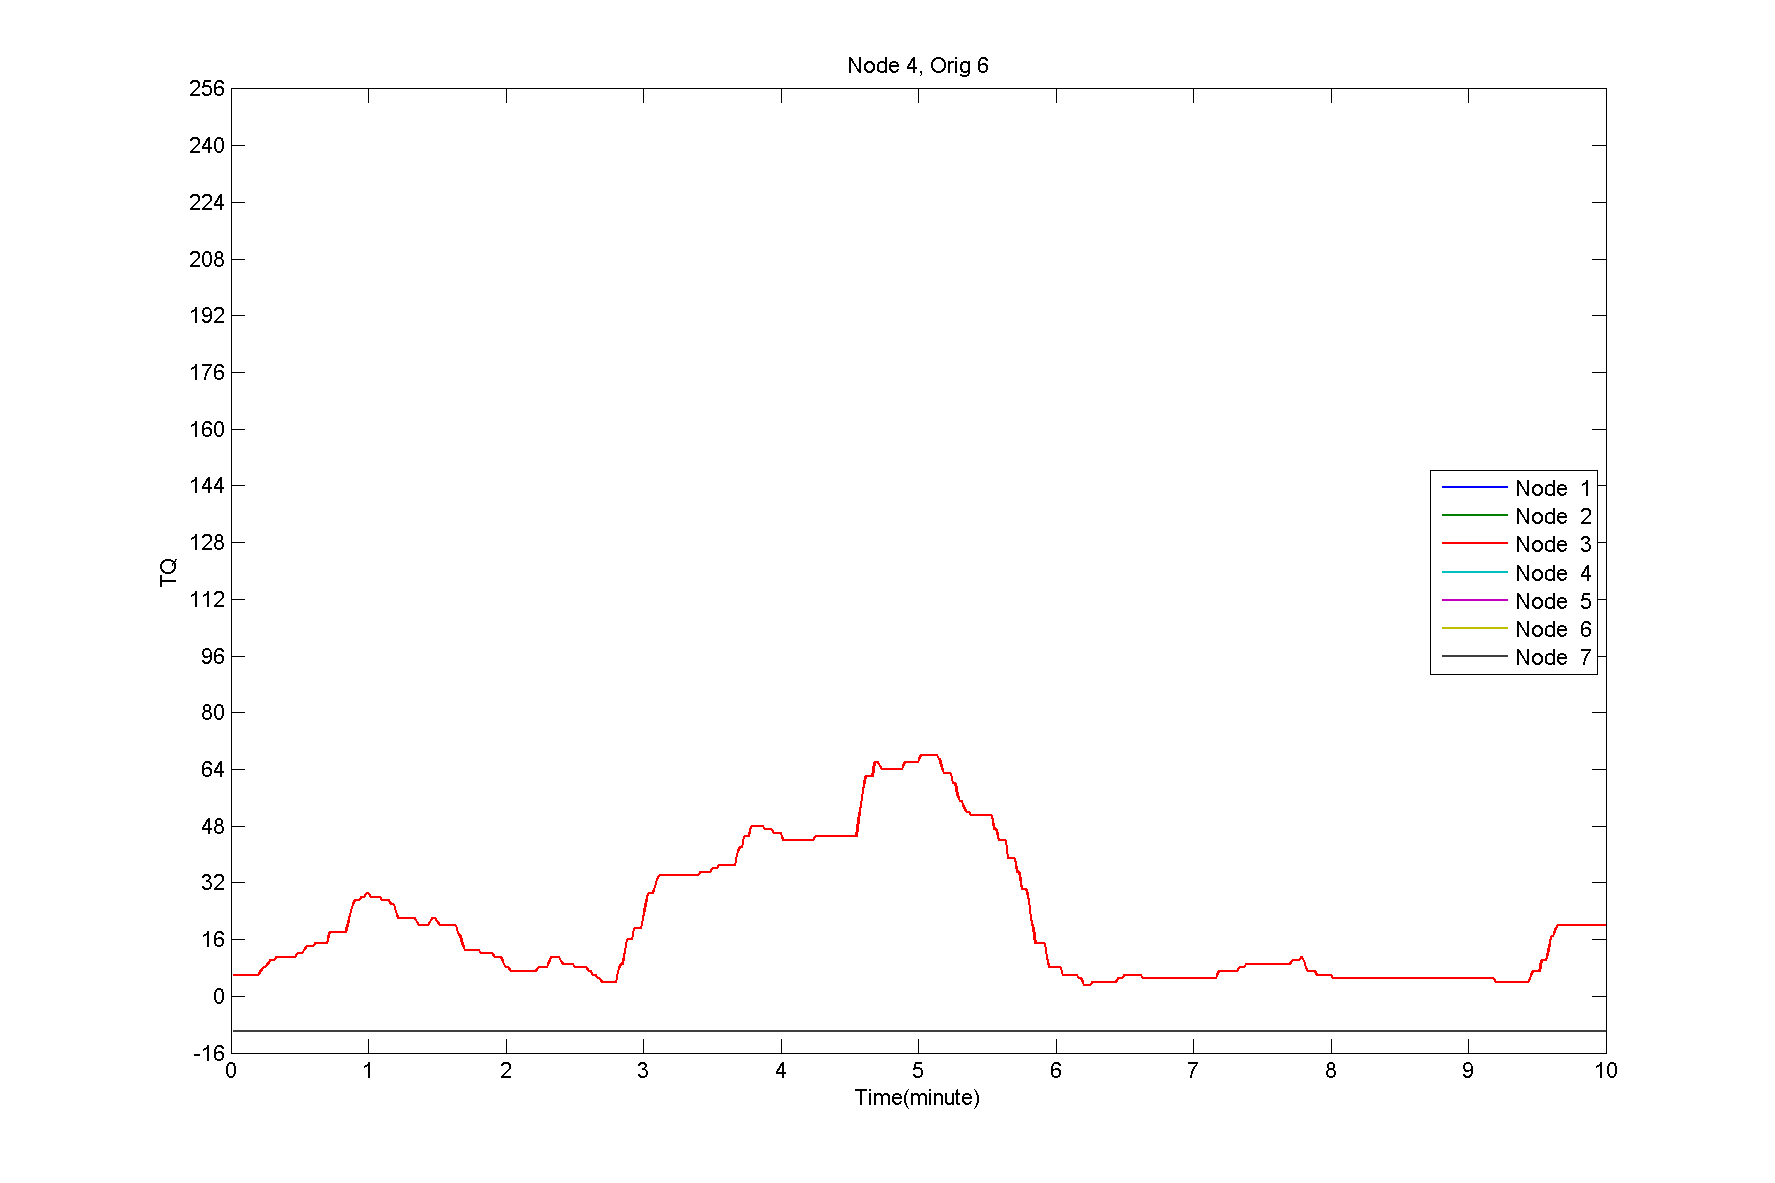 Node 4, Orig 6
256
240
224
208
192
176
160
144
128
112
96
80
64
48
32
16
0
-16
TQ
Node 1
Node 2
Node 3
Node 4
Node 5
Node 6
Node 7
0 1 2 3 4 5 6 7 8 9 10
Time(minute)